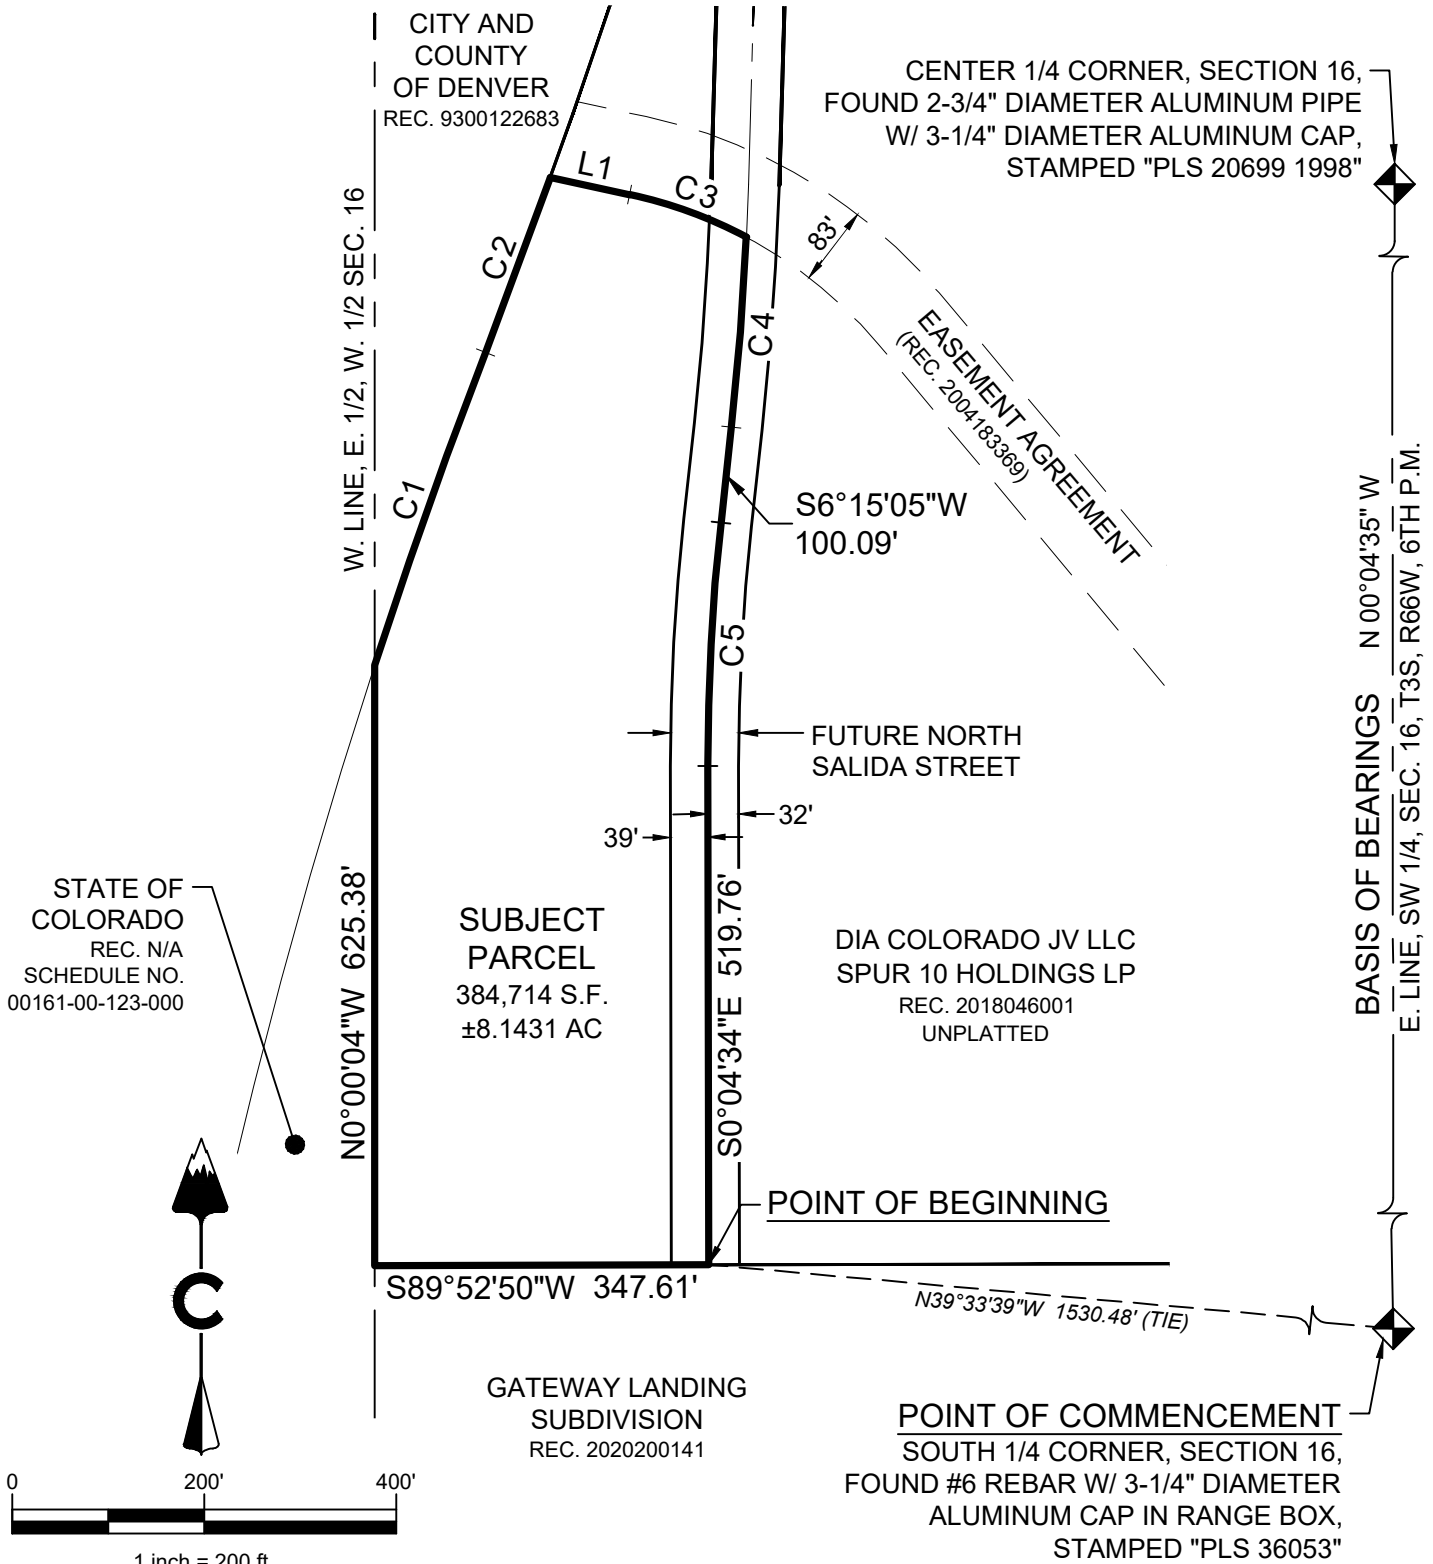 CITY AND
COUNTY
OF DENVER
REC. 9300122683
CENTER 1/4 CORNER, SECTION 16,
FOUND 2-3/4" DIAMETER ALUMINUM PIPE
W/ 3-1/4" DIAMETER ALUMINUM CAP,
STAMPED "PLS 20699 1998"
L1
C3
C2
83'
W. LINE, E. 1/2, W. 1/2 SEC. 16
C4
EASEMENT AGREEMENT
(REC. 2004183369)
C1
S6°15'05"W
100.09'
C5
BASIS OF BEARINGS N 00°04'35" W
E. LINE, SW 1/4, SEC. 16, T3S, R66W, 6TH P.M.
FUTURE NORTH
SALIDA STREET
32'
39'
STATE OF
COLORADO
REC. N/A
SCHEDULE NO.
00161-00-123-000
N0°00'04"W 625.38'
SUBJECT
PARCEL
384,714 S.F.
±8.1431 AC
S0°04'34"E 519.76'
DIA COLORADO JV LLC
SPUR 10 HOLDINGS LP
REC. 2018046001
UNPLATTED
POINT OF BEGINNING
S89°52'50"W 347.61'
N39°33'39"W 1530.48' (TIE)
C
GATEWAY LANDING
SUBDIVISION
REC. 2020200141
POINT OF COMMENCEMENT
SOUTH 1/4 CORNER, SECTION 16,
FOUND #6 REBAR W/ 3-1/4" DIAMETER
ALUMINUM CAP IN RANGE BOX,
STAMPED "PLS 36053"
0 200' 400'
1 inch = 200 ft